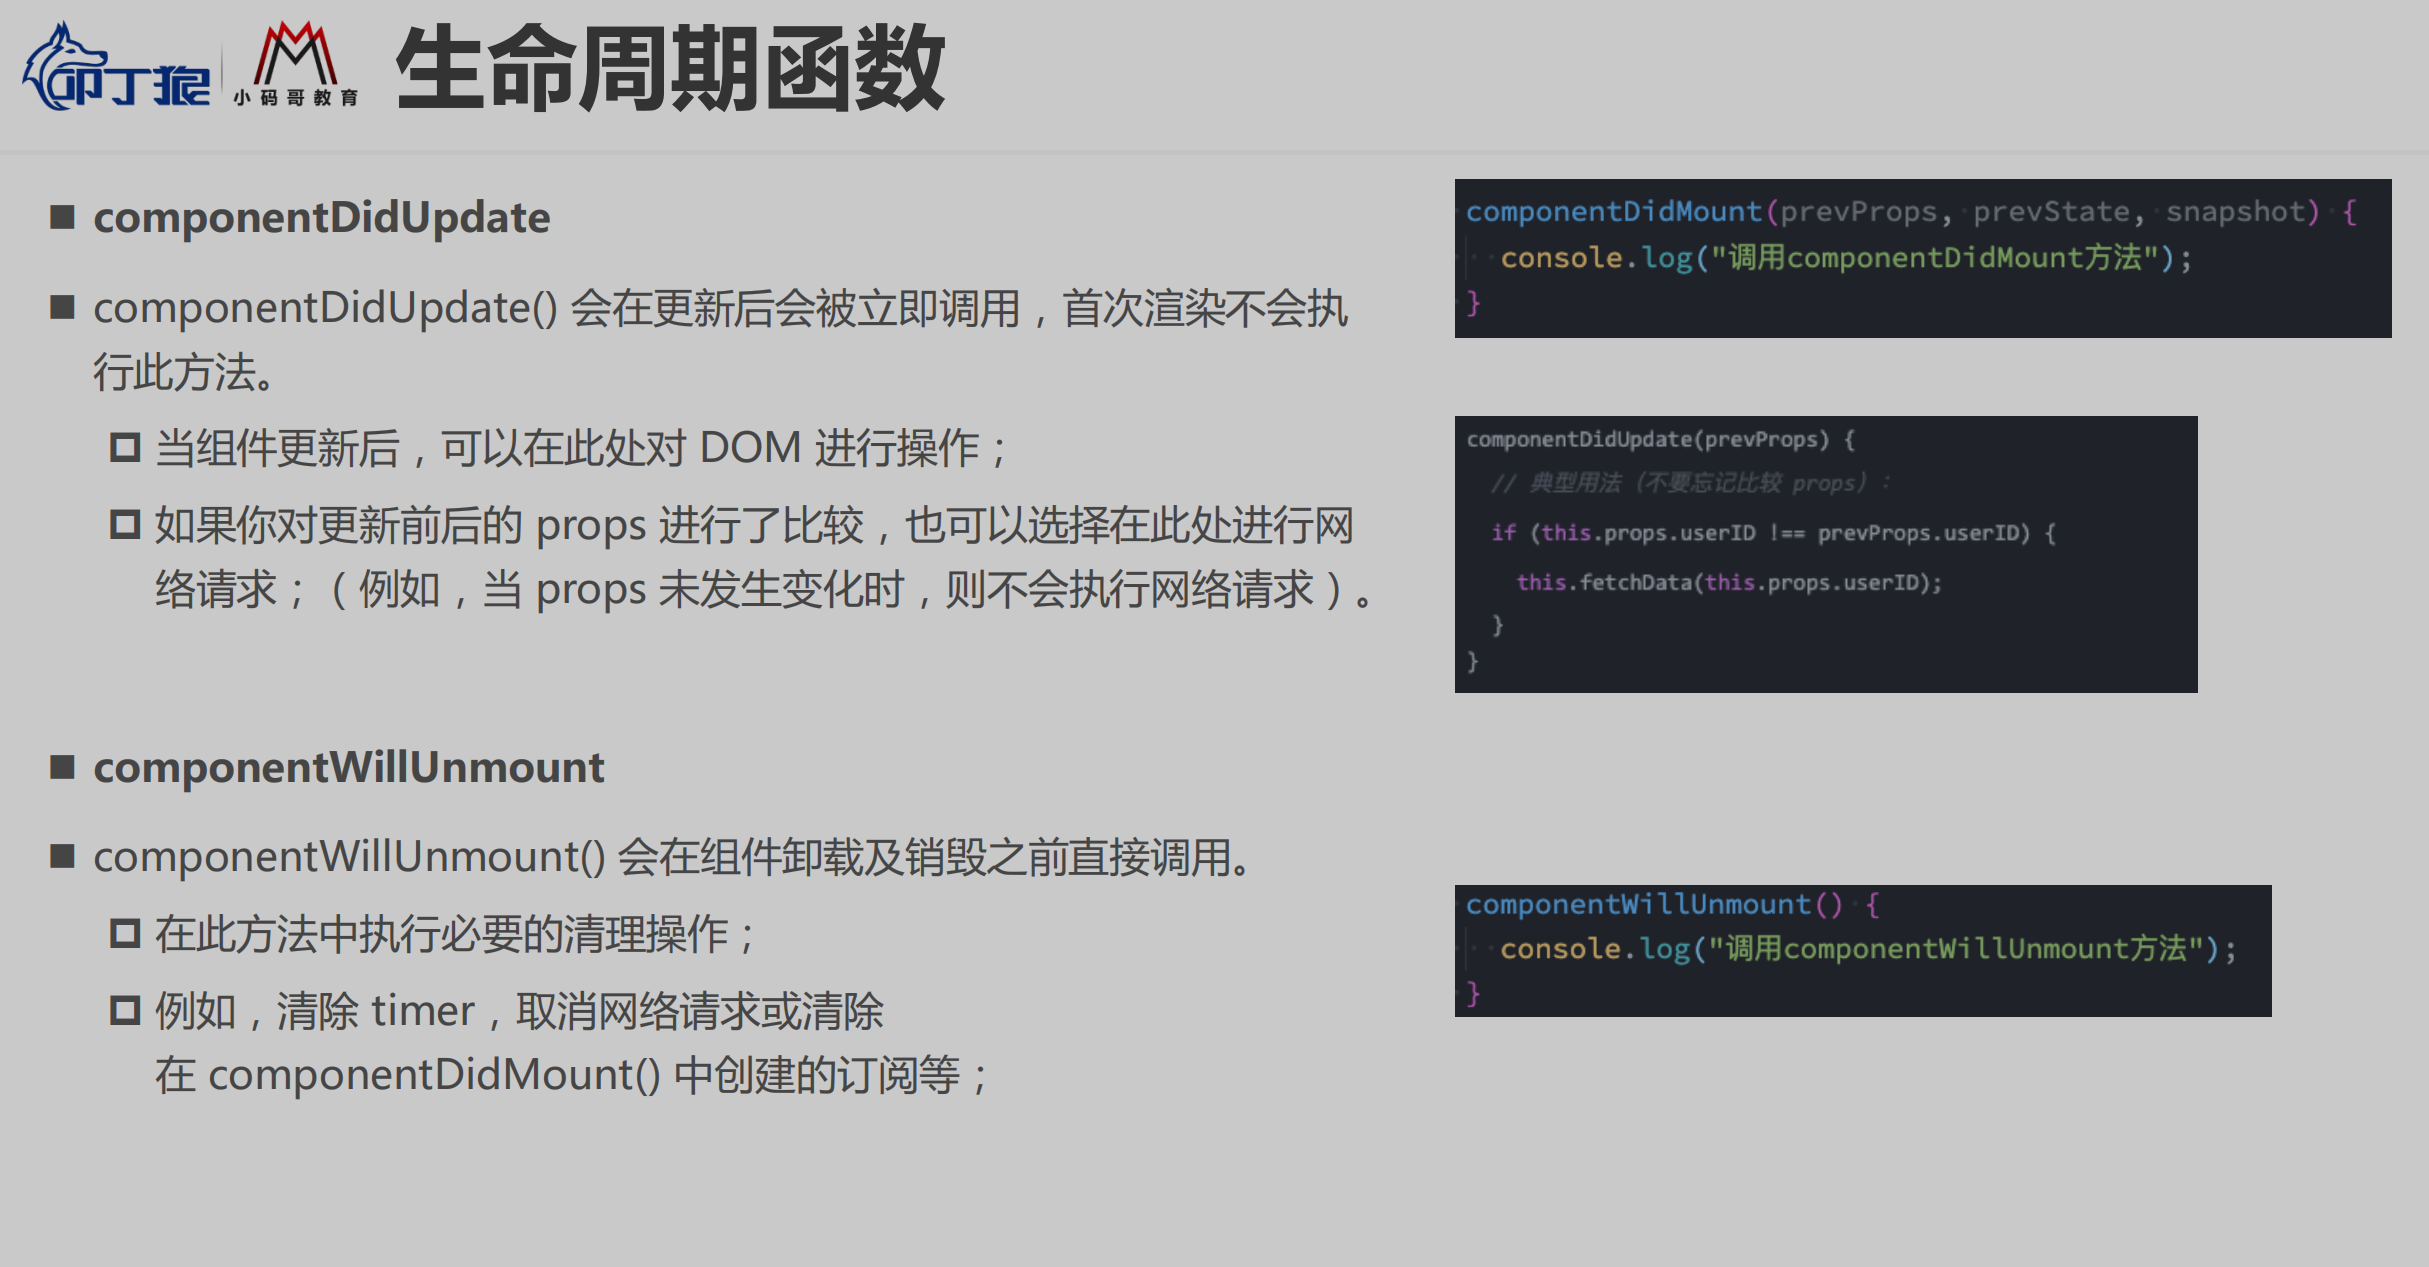 叩丁狼
小码哥教育
生命周期函数
componentDidUpdate
componentDidUpdate() 会在更新后会被立即调用，首次渲染不会执
行此方法。
当组件更新后，可以在此处对 DOM 进行操作；
如果你对更新前后的 props 进行了比较，也可以选择在此处进行网
络请求；（例如，当 props 未发生变化时，则不会执行网络请求）。
componentDidMount(prevProps, prevState, snapshot) {
console.log("调用componentDidMount方法");
}
componentDidUpdate(prevProps) {
// 典型用法（不要忘记比较 props）：
if (this.props.userID !== prevProps.userID) {
this.fetchData(this.props.userID);
}
}
componentWillUnmount
componentWillUnmount() 会在组件卸载及销毁之前直接调用。
在此方法中执行必要的清理操作；
例如，清除 timer，取消网络请求或清除
在 componentDidMount() 中创建的订阅等；
componentWillUnmount() {
console.log("调用componentWillUnmount方法");
}